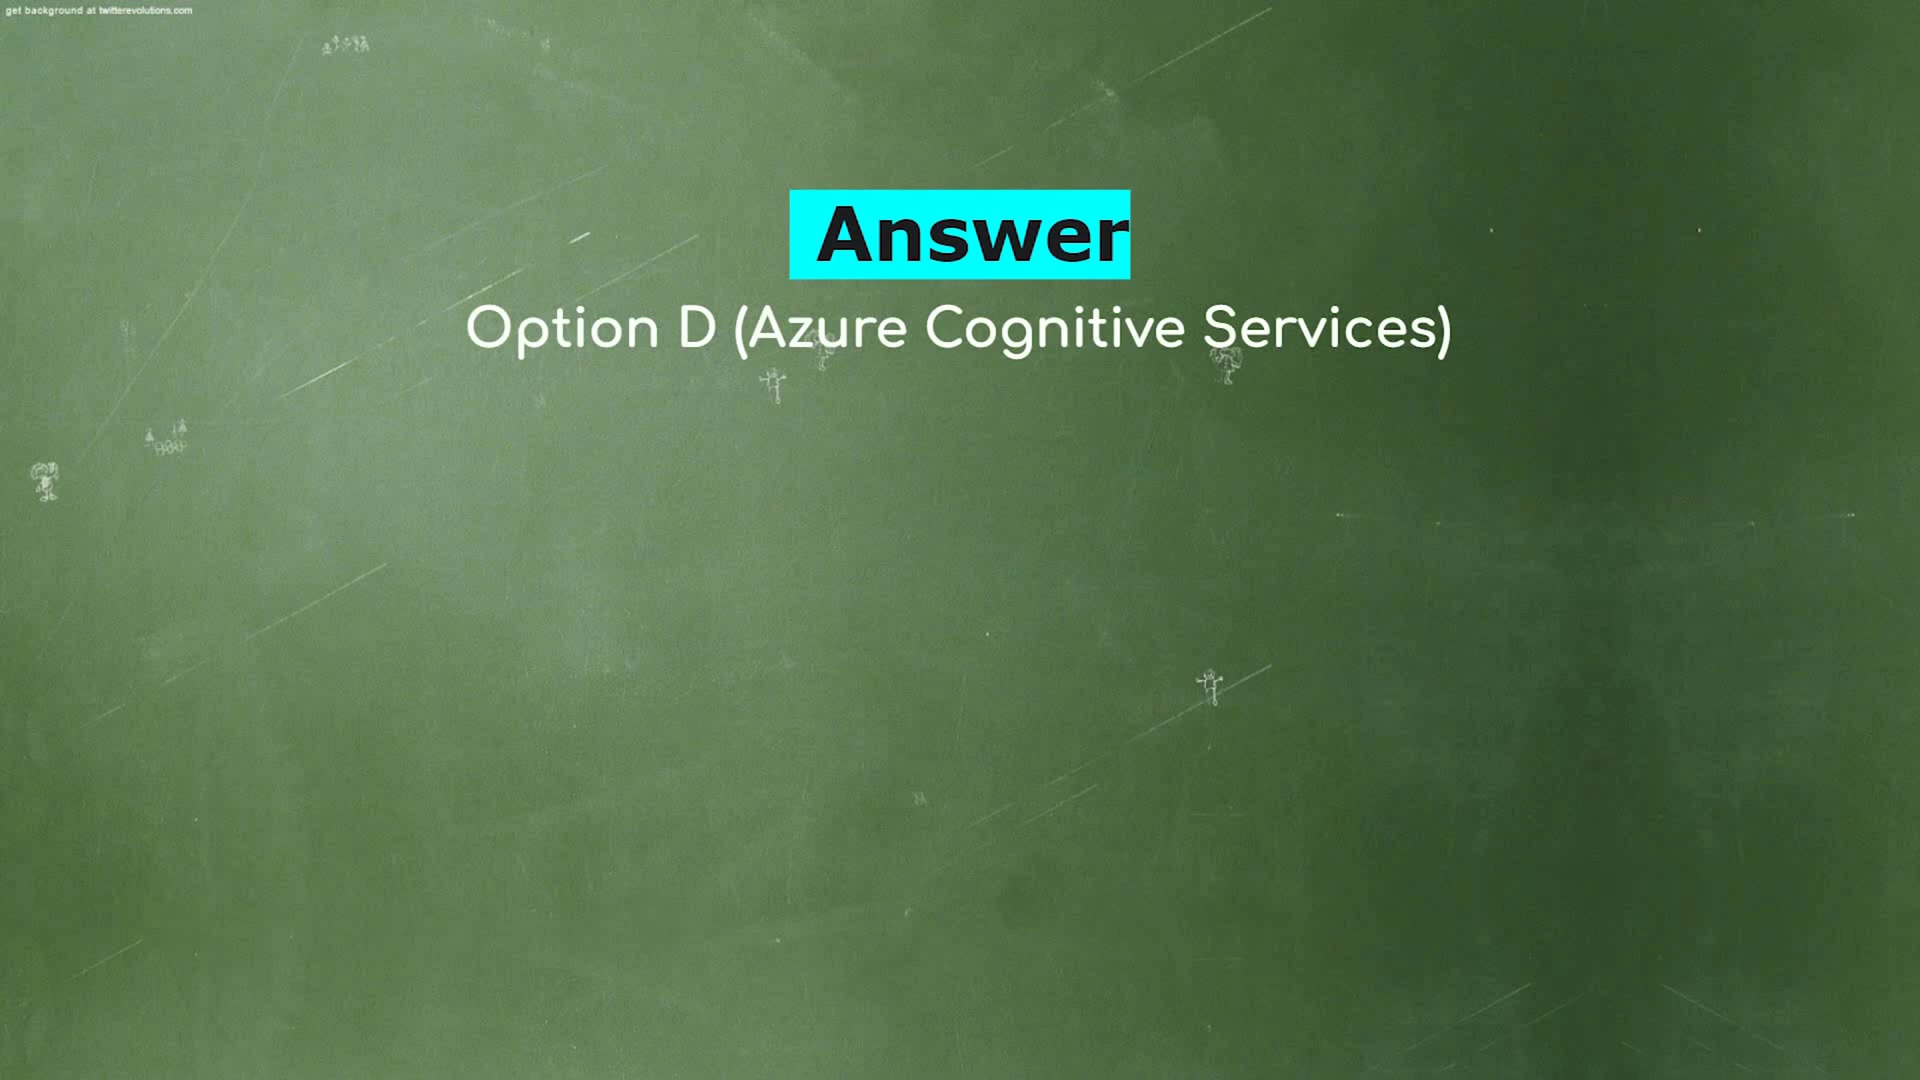 get background at twitterevolutions.com
Answer
Option D (Azure Cognitive Services)